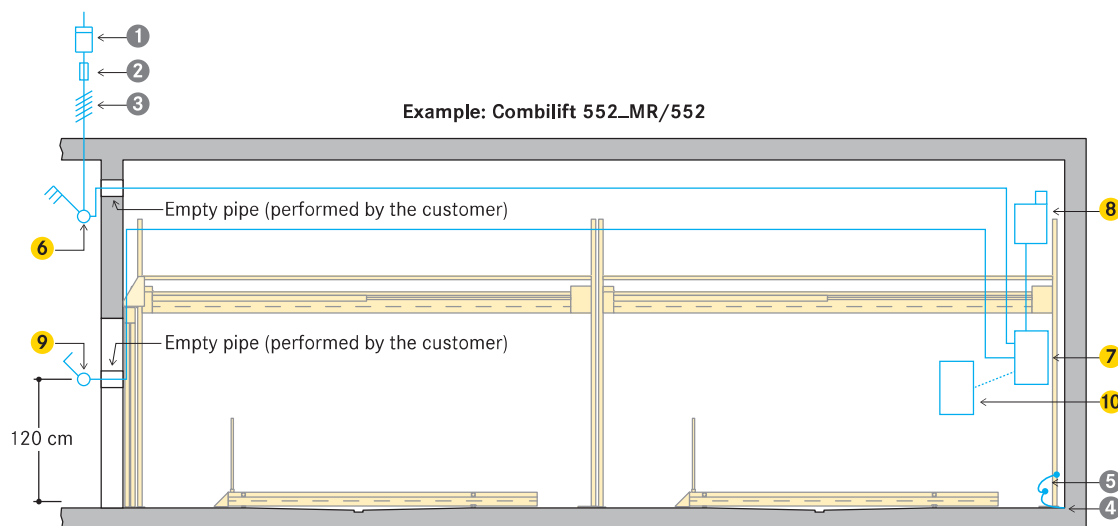 1
2
3
Example: Combilift 552_MR/552
Empty pipe (performed by the customer)
8
6
9
Empty pipe (performed by the customer)
7
10
120 cm
5
4